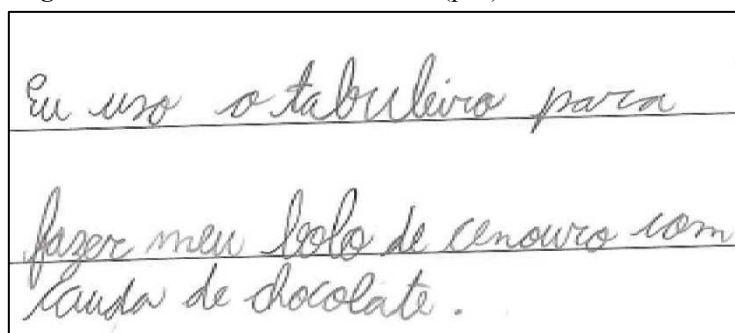 Eu uso o tabuleiro para
fazer meu bolo de cenouro com
cauda de chocolate.